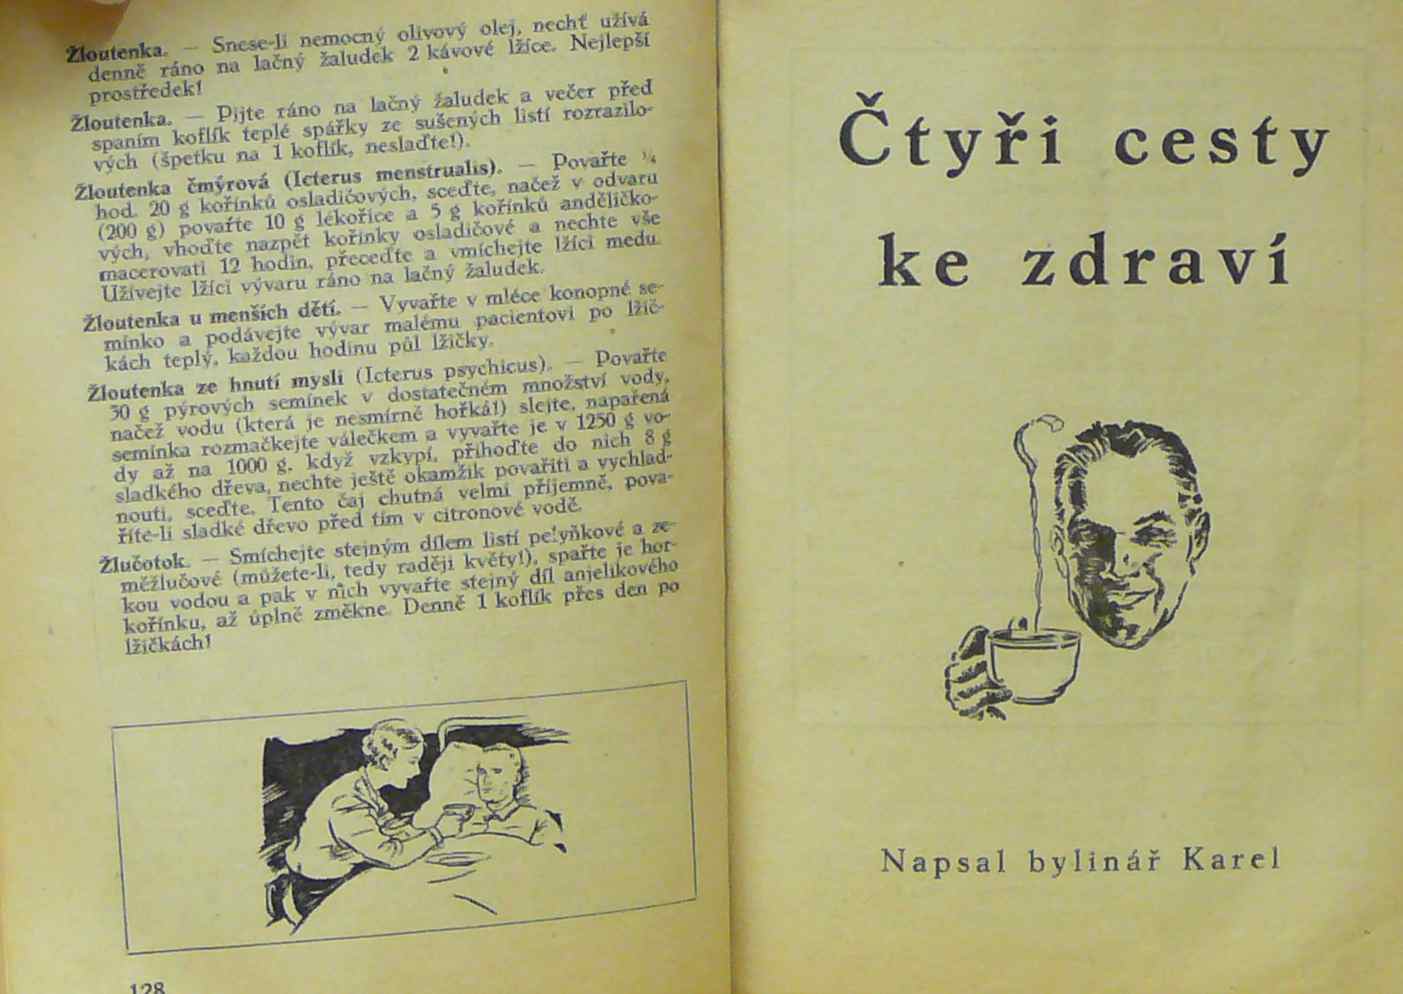 Žloutenka. — Snese-li nemocný olivový olej, nechť užívá
denně ráno na lačný žaludek 2 kávové lžíce. Nejlepší
prostředek!
Žloutenka. — Pijte ráno na lačný žaludek a večer před
spaním koflík teplé spářky ze sušených listí rozrazilo-
vých (špetku na 1 koflík, neslaďte!).
Žloutenka čmýrová (Icterus menstrualis). — Povařte ¼
hod. 20 g kořínků osladičových, sceďte, načež v odvaru
(200 g) povařte 10 g lékořice a 5 g kořínků andělíčko-
vých, vhoďte nazpět kořínky osladičové a nechte vše
macerovati 12 hodin, přeceďte a vmíchejte lžíci medu.
Užívejte lžíci vývaru ráno na lačný žaludek.
Žloutenka u menších dětí. — Vyvařte v mléce konopné se-
mínko a podávejte vývar malému pacientovi po lžič-
kách teplý, každou hodinu půl lžičky.
Žloutenka ze hnutí mysli (Icterus psychicus). — Povařte
30 g pýrových semínek v dostatečném množství vody,
načež vodu (která je nesmírně hořká!) slejte, napařená
semínka rozmačkejte válečkem a vyvařte je v 1250 g vo-
dy až na 1000 g, když vzkypí, přihoďte do nich 8 g
sladkého dřeva, nechte ještě okamžik povařiti a vychlad-
nouti, sceďte. Tento čaj chutná velmi příjemně, pova-
říte-li sladké dřevo před tím v citronové vodě.
Žlučotok. — Smíchejte stejným dílem listí pelyňkové a ze-
měžlučové (můžete-li, tedy raději květy!), spařte je hor-
kou vodou a pak v nich vyvařte stejný díl anjelikového
kořínku, až úplně změkne. Denně 1 koflík přes den po
lžičkách!
128
Čtyři cesty
ke zdraví
Napsal bylinář Karel